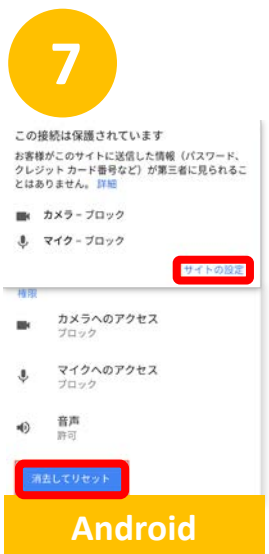 7
この接続は保護されています
お客様がこのサイトに送信した情報（パスワード、
クレジット カード番号など）が第三者に見られるこ
とはありません。 詳細
カメラ – ブロック
マイク – ブロック
サイトの設定
権限
カメラへのアクセス
ブロック
マイクへのアクセス
ブロック
音声
許可
消去してリセット
Android